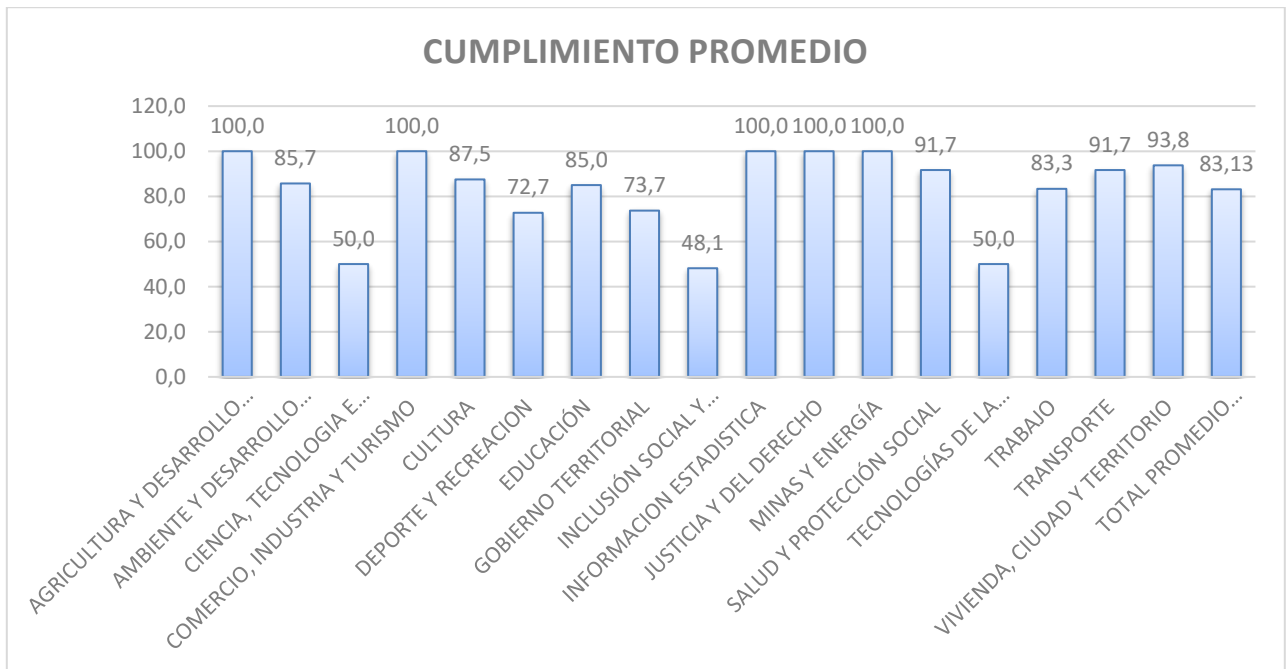 CUMPLIMIENTO PROMEDIO
120,0
100,0
80,0
60,0
40,0
20,0
0,0
100,0
85,7
50,0
100,0
87,5
72,7
85,0
73,7
48,1
100,0
100,0
100,0
91,7
50,0
83,3
91,7
93,8
83,13
AGRICULTURA Y DESARROLLO…
AMBIENTE Y DESARROLLO…
CIENCIA, TECNOLOGIA E…
COMERCIO, INDUSTRIA Y TURISMO
CULTURA
DEPORTE Y RECREACION
EDUCACIÓN
GOBIERNO TERRITORIAL
INCLUSIÓN SOCIAL Y…
INFORMACION ESTADISTICA
JUSTICIA Y DEL DERECHO
MINAS Y ENERGÍA
SALUD Y PROTECCIÓN SOCIAL
TECNOLOGÍAS DE LA…
TRABAJO
TRANSPORTE
VIVIENDA, CIUDAD Y TERRITORIO
TOTAL PROMEDIO…